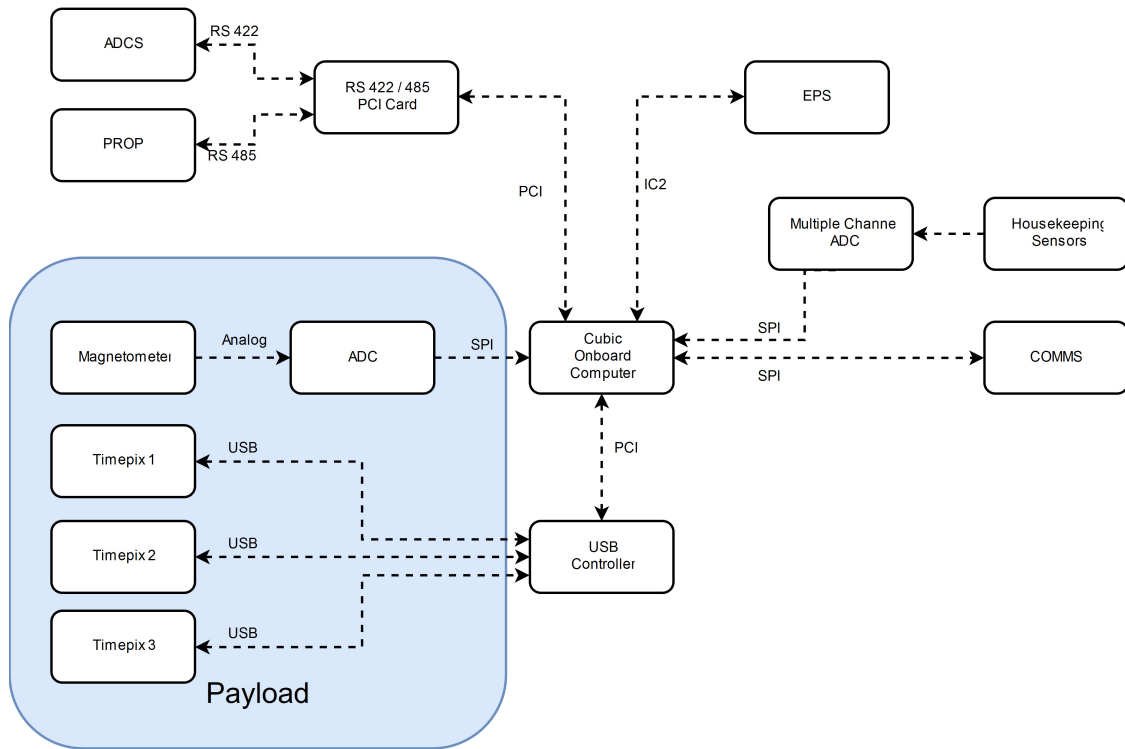 ADCS
RS 422
RS 422 / 485
PCI Card
EPS
PROP
RS 485
PCI
IC2
Multiple Channe
ADC
Housekeeping
Sensors
Magnetometer
Analog
ADC
SPI
Cubic
Onboard
Computer
SPI
SPI
COMMS
Timepix 1
USB
PCI
Timepix 2
USB
USB
Controller
Timepix 3
USB
Payload